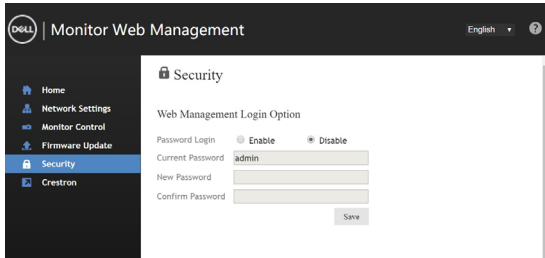 DELL | Monitor Web Management
English
?
Home
Network Settings
Monitor Control
Firmware Update
Security
Crestron
Security
Web Management Login Option
Password Login Enable Disable
Current Password admin
New Password
Confirm Password
Save